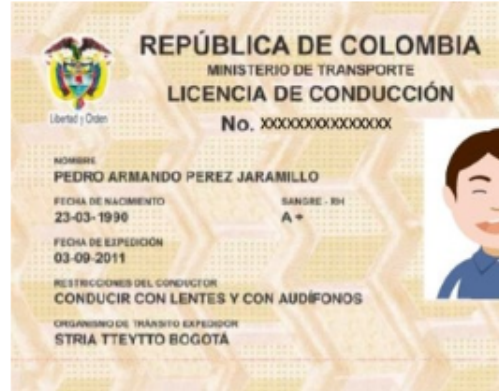 REPÚBLICA DE COLOMBIA
MINISTERIO DE TRANSPORTE
LICENCIA DE CONDUCCIÓN
No. XXXXXXXXXXXXXXX
Libertad y Orden
NOMBRE
PEDRO ARMANDO PEREZ JARAMILLO
FECHA DE NACIMIENTO SANGRE - RH
23-03-1990 A+
FECHA DE EXPEDICIÓN
03-09-2011
RESTRICCIONES DEL CONDUCTOR
CONDUCIR CON LENTES Y CON AUDÍFONOS
ORGANISMO DE TRÁNSITO EXPEDIDOR
STRIA TTEYTTO BOGOTÁ